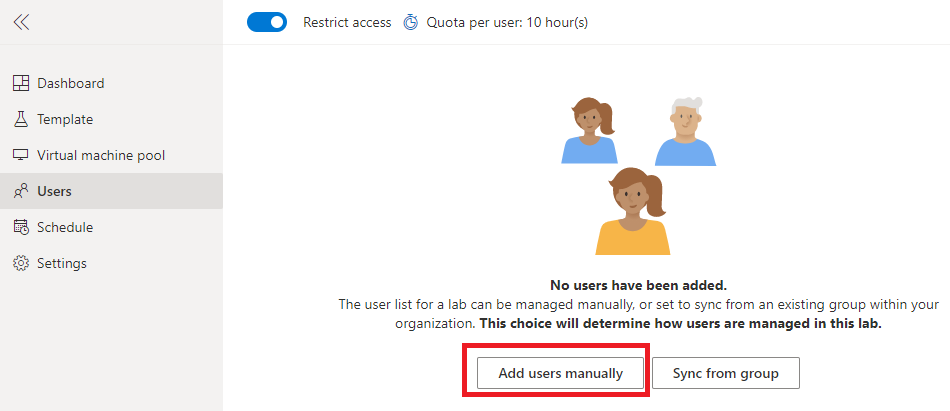 Restrict access
Quota per user: 10 hour(s)
Dashboard
Template
Virtual machine pool
Users
Schedule
Settings
No users have been added.
The user list for a lab can be managed manually, or set to sync from an existing group within your
organization. This choice will determine how users are managed in this lab.
Add users manually
Sync from group